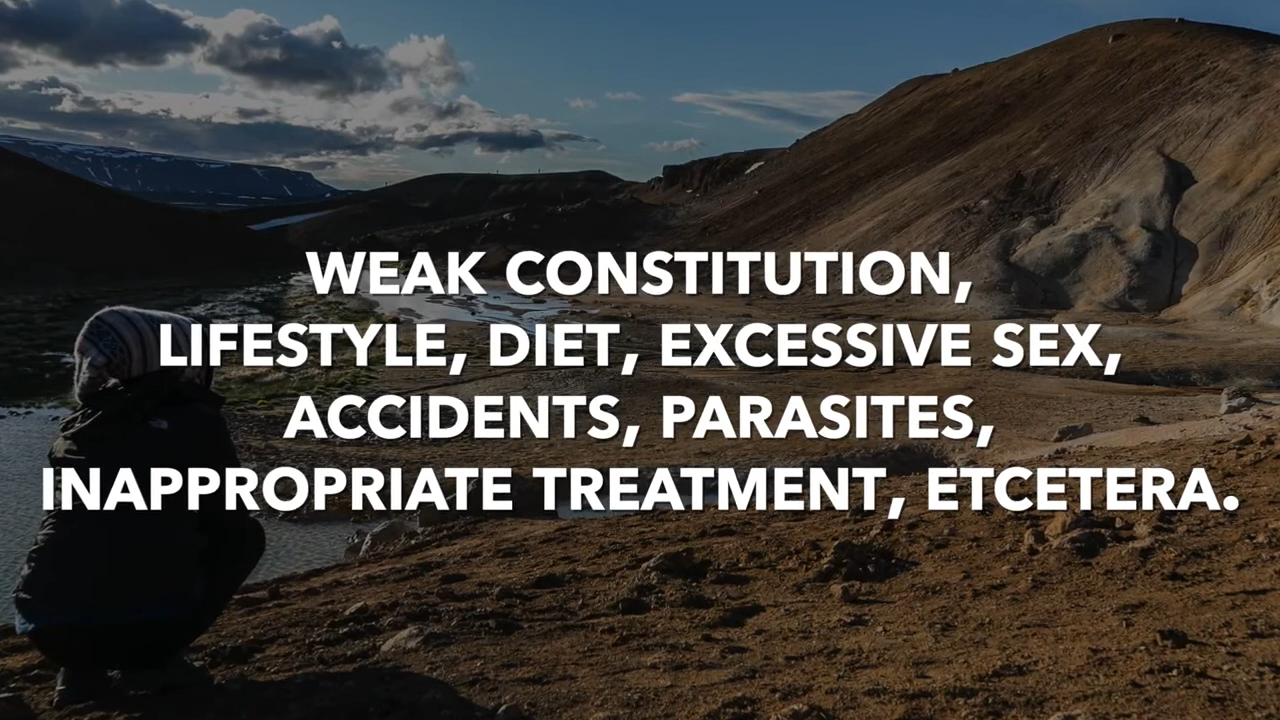 WEAK CONSTITUTION,
LIFESTYLE, DIET, EXCESSIVE SEX,
ACCIDENTS, PARASITES,
INAPPROPRIATE TREATMENT, ETCETERA.